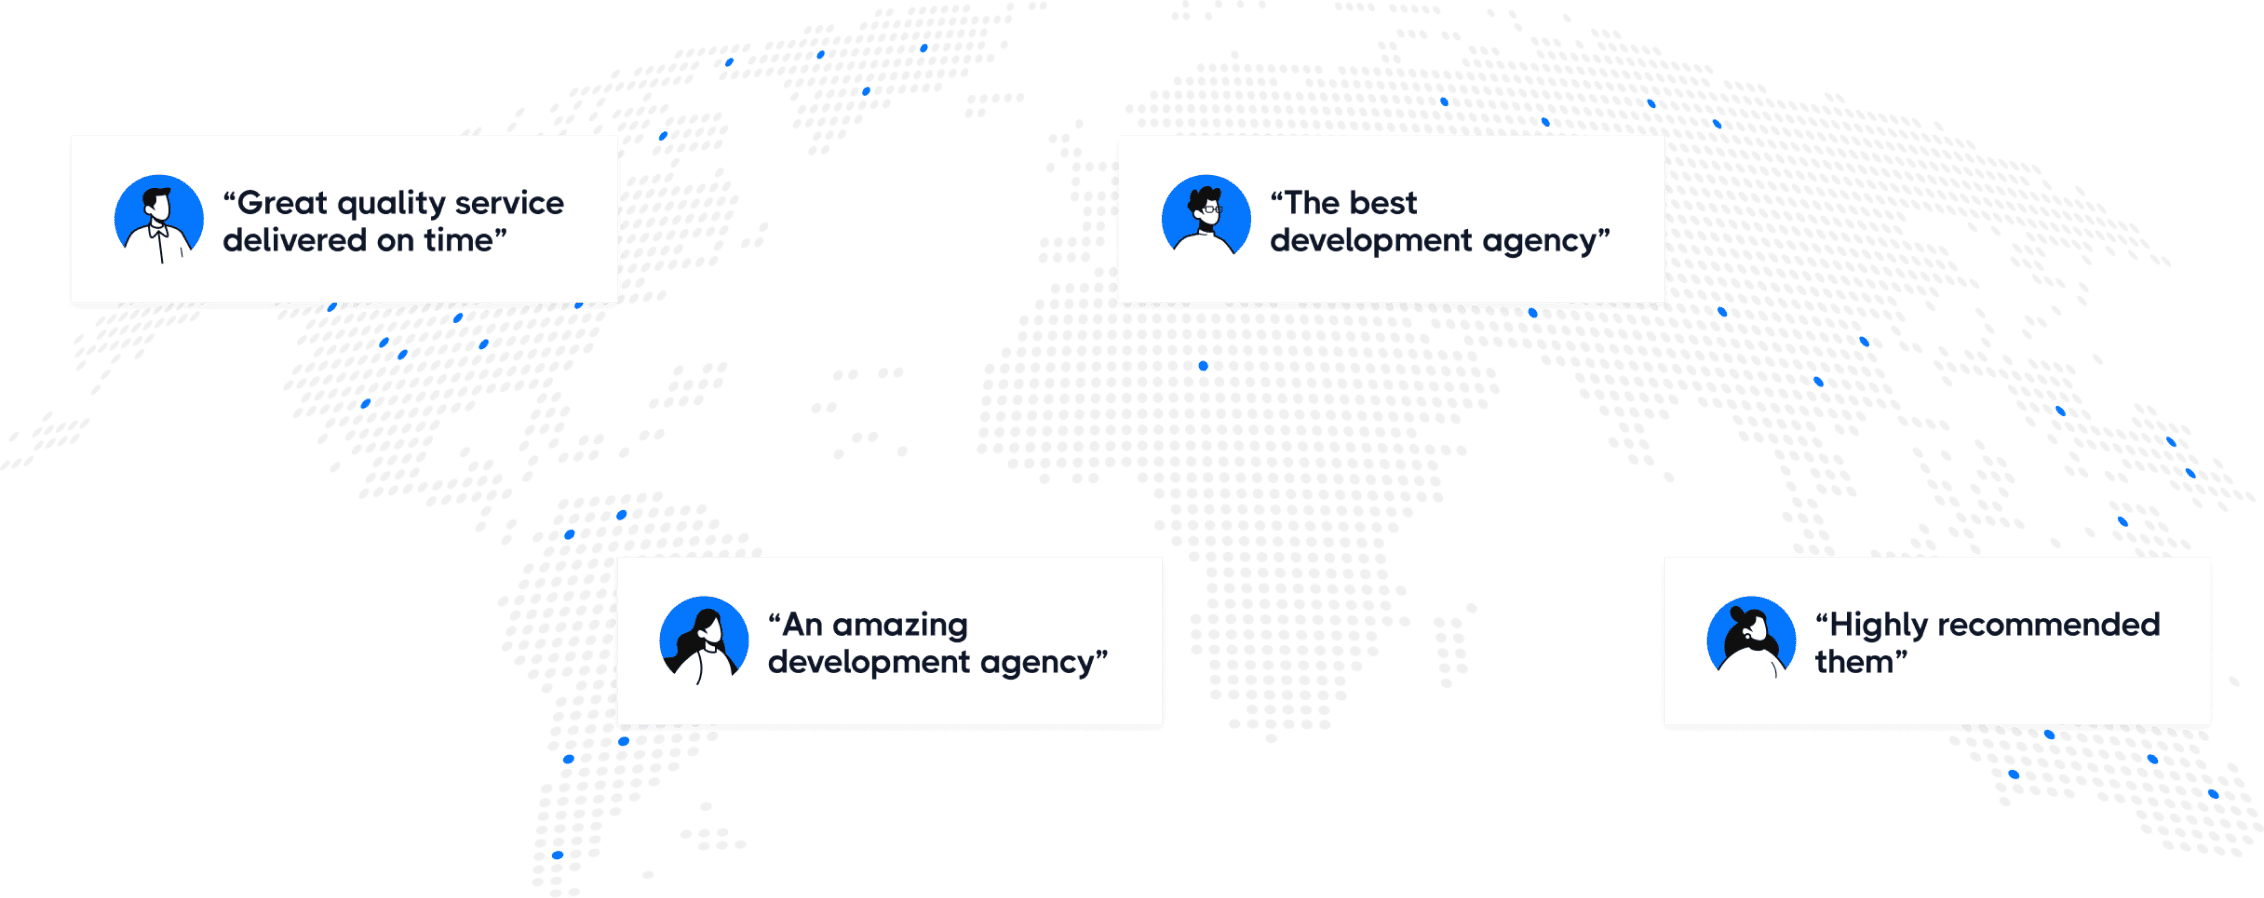 “Great quality service
delivered on time”
“The best
development agency”
“An amazing
development agency”
“Highly recommended
them”